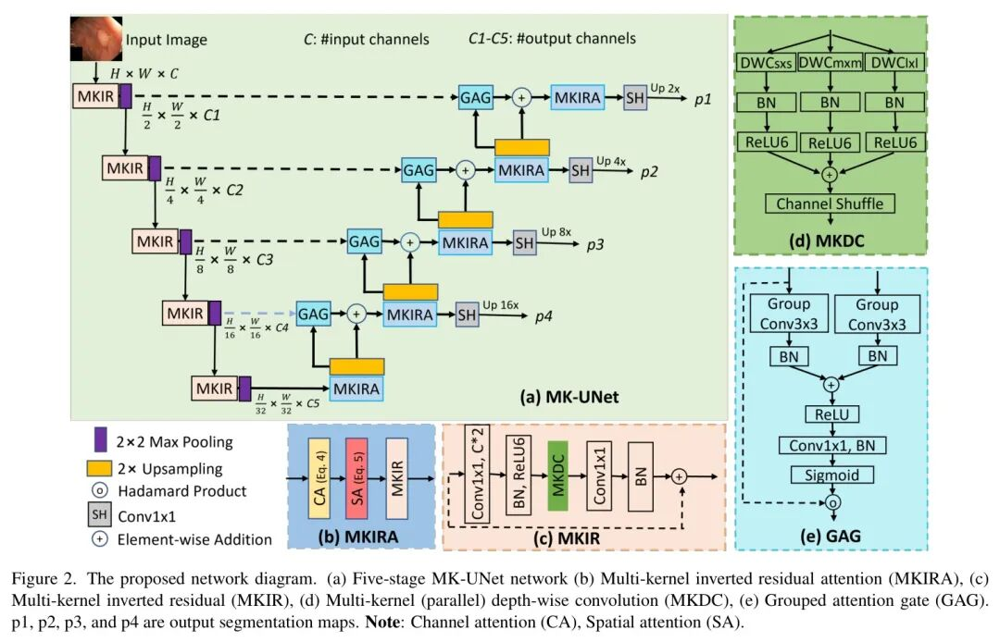 Input Image
C: #input channels
C1-C5: #output channels
H × W × C
MKIR
H/2 × W/2 × C1
GAG
+
MKIRA
SH
Up 2x
p1
MKIR
H/4 × W/4 × C2
GAG
+
MKIRA
SH
Up 4x
p2
MKIR
H/8 × W/8 × C3
GAG
+
MKIRA
SH
Up 8x
p3
MKIR
H/16 × W/16 × C4
GAG
+
MKIRA
SH
Up 16x
p4
MKIR
H/32 × W/32 × C5
MKIRA
(a) MK-UNet
DWCsxs
DWCmxm
DWClxl
BN
BN
BN
ReLU6
ReLU6
ReLU6
+
Channel Shuffle
(d) MKDC
Group
Conv3x3
Group
Conv3x3
BN
BN
+
ReLU
Conv1x1, BN
Sigmoid
o
(e) GAG
2×2 Max Pooling
2× Upsampling
o Hadamard Product
SH Conv1x1
+ Element-wise Addition
CA (Eq. 4)
SA (Eq. 5)
MKIR
(b) MKIRA
Conv1x1, C*2
BN, ReLU6
MKDC
Conv1x1
BN
+
(c) MKIR
Figure 2. The proposed network diagram. (a) Five-stage MK-UNet network (b) Multi-kernel inverted residual attention (MKIRA), (c)
Multi-kernel inverted residual (MKIR), (d) Multi-kernel (parallel) depth-wise convolution (MKDC), (e) Grouped attention gate (GAG).
p1, p2, p3, and p4 are output segmentation maps. Note: Channel attention (CA), Spatial attention (SA).